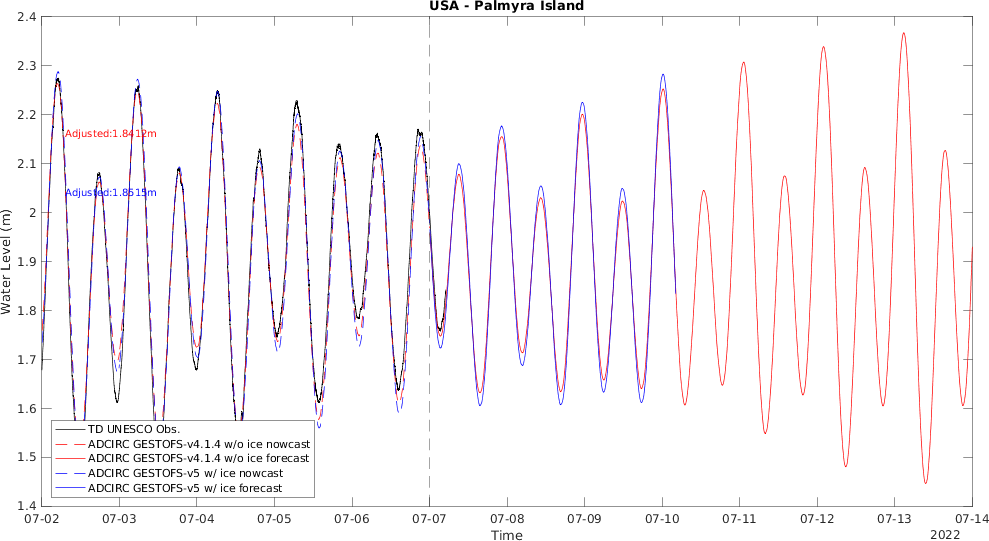 USA - Palmyra Island
2.4
2.3
2.2
2.1
2
1.9
1.8
1.7
1.6
1.5
1.4
Water Level (m)
Adjusted:1.8412m
Adjusted:1.8515m
TD UNESCO Obs.
ADCIRC GESTOFS-v4.1.4 w/o ice nowcast
ADCIRC GESTOFS-v4.1.4 w/o ice forecast
ADCIRC GESTOFS-v5 w/ ice nowcast
ADCIRC GESTOFS-v5 w/ ice forecast
07-02 07-03 07-04 07-05 07-06 07-07 07-08 07-09 07-10 07-11 07-12 07-13 07-14
Time
2022